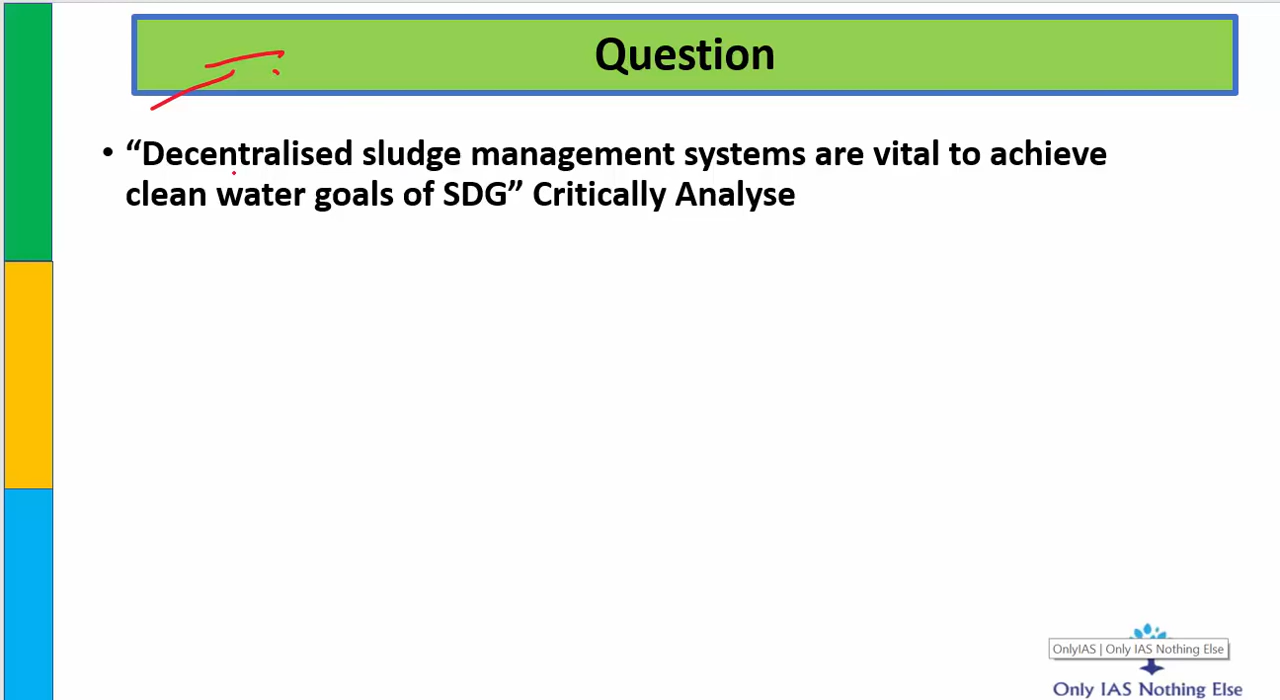 Question
• “Decentralised sludge management systems are vital to achieve
clean water goals of SDG” Critically Analyse
OnlyIAS | Only IAS Nothing Else
Only IAS Nothing Else